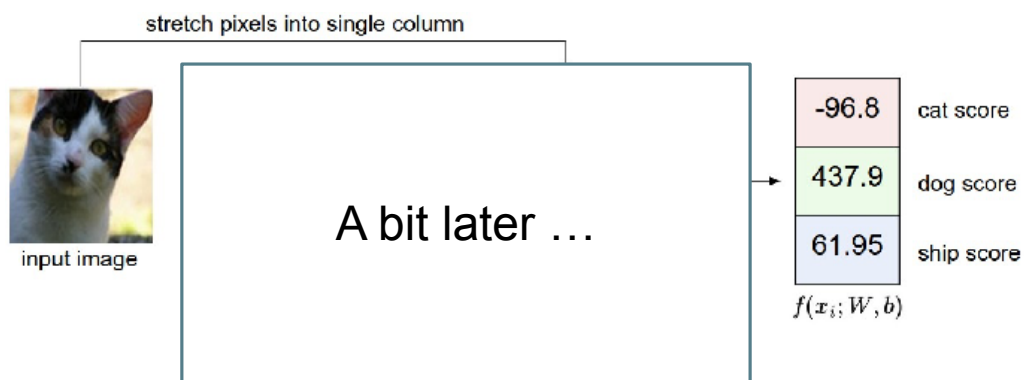 stretch pixels into single column
input image
A bit later …
-96.8 cat score
437.9 dog score
61.95 ship score
f(xᵢ; W, b)